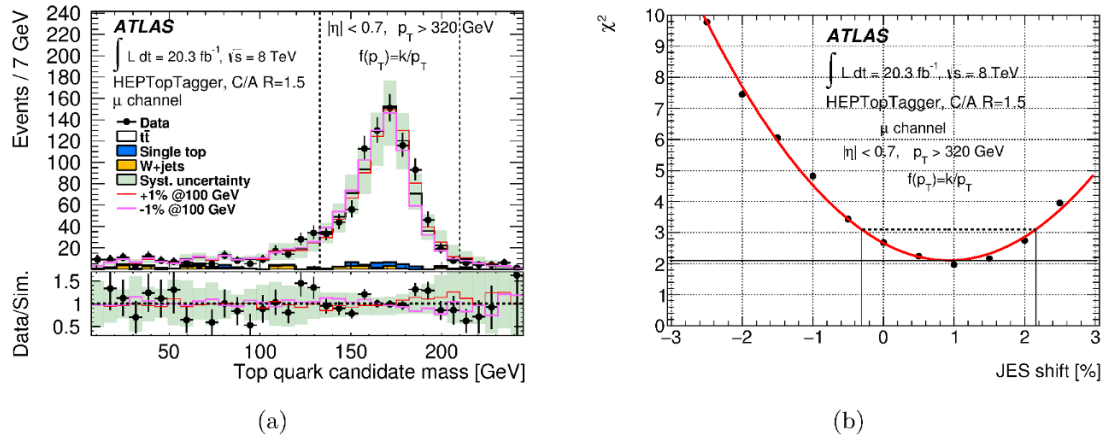 ATLAS
|η| < 0.7, p_T > 320 GeV
∫ L dt = 20.3 fb⁻¹, √s = 8 TeV
f(p_T)=k/p_T
HEPTopTagger, C/A R=1.5
μ channel
Data
tt̄
Single top
W+jets
Syst. uncertainty
+1% @100 GeV
-1% @100 GeV
Events / 7 GeV
240
220
200
180
160
140
120
100
80
60
40
20
Data/Sim.
1.5
1
0.5
50 100 150 200
Top quark candidate mass [GeV]
(a)
χ²
10
9
8
7
6
5
4
3
2
1
0
ATLAS
∫ L dt = 20.3 fb⁻¹, √s = 8 TeV
HEPTopTagger, C/A R=1.5
μ channel
|η| < 0.7, p_T > 320 GeV
f(p_T)=k/p_T
−3 −2 −1 0 1 2 3
JES shift [%]
(b)